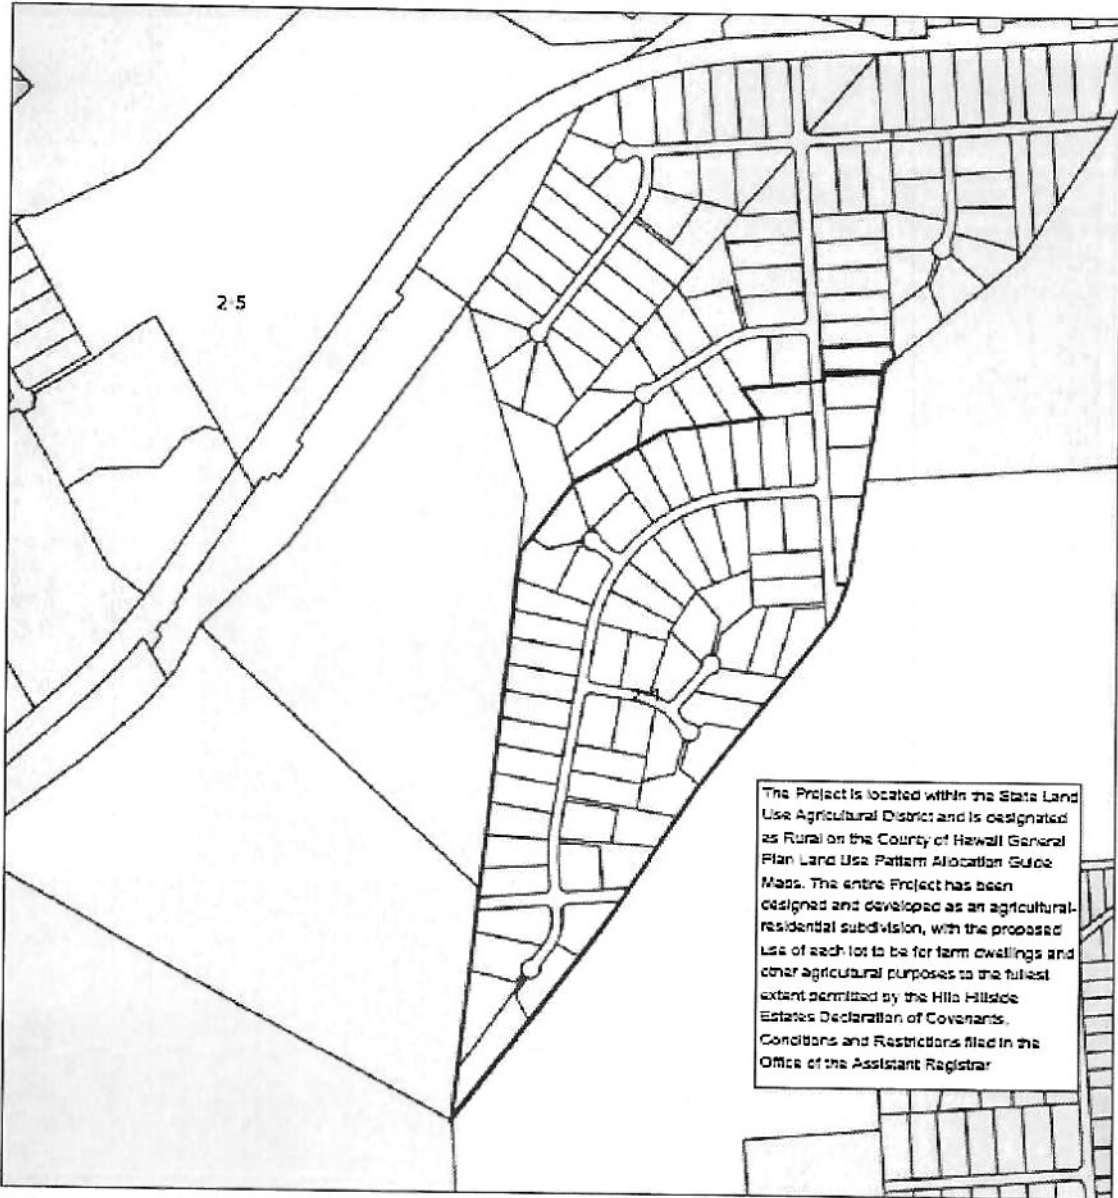 2-5
The Project is located within the State Land
Use Agricultural District and is designated
as Rural on the County of Hawaii General
Plan Land Use Pattern Allocation Guide
Maps. The entire Project has been
designed and developed as an agricultural-
residential subdivision, with the proposed
use of each lot to be for farm dwellings and
other agricultural purposes to the fullest
extent permitted by the Hilo Hillside
Estates Declaration of Covenants,
Conditions and Restrictions filed in the
Office of the Assistant Registrar